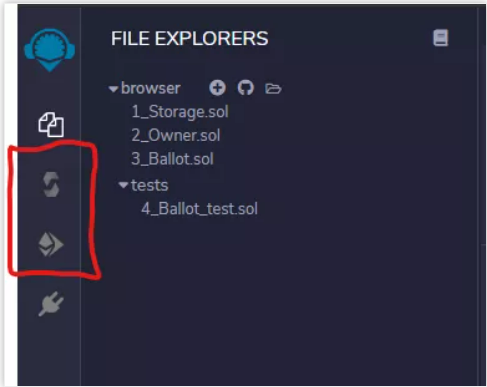 FILE EXPLORERS
browser
1_Storage.sol
2_Owner.sol
3_Ballot.sol
tests
4_Ballot_test.sol